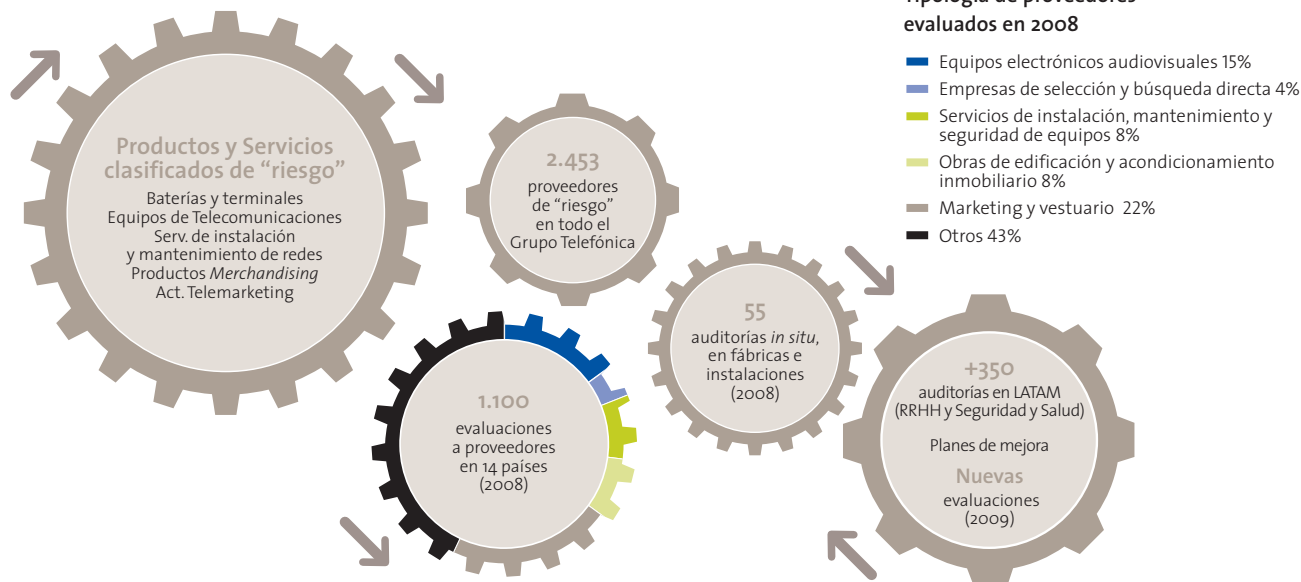 Tipología de proveedores
evaluados en 2008
Equipos electrónicos audiovisuales 15%
Empresas de selección y búsqueda directa 4%
Servicios de instalación, mantenimiento y
seguridad de equipos 8%
Obras de edificación y acondicionamiento
inmobiliario 8%
Marketing y vestuario 22%
Otros 43%
Productos y Servicios
clasificados de “riesgo”
Baterías y terminales
Equipos de Telecomunicaciones
Serv. de instalación
y mantenimiento de redes
Productos Merchandising
Act. Telemarketing
2.453
proveedores
de “riesgo”
en todo el
Grupo Telefónica
1.100
evaluaciones
a proveedores
en 14 países
(2008)
55
auditorías in situ,
en fábricas e
instalaciones
(2008)
+350
auditorías en LATAM
(RRHH y Seguridad y Salud)
Planes de mejora
Nuevas
evaluaciones
(2009)